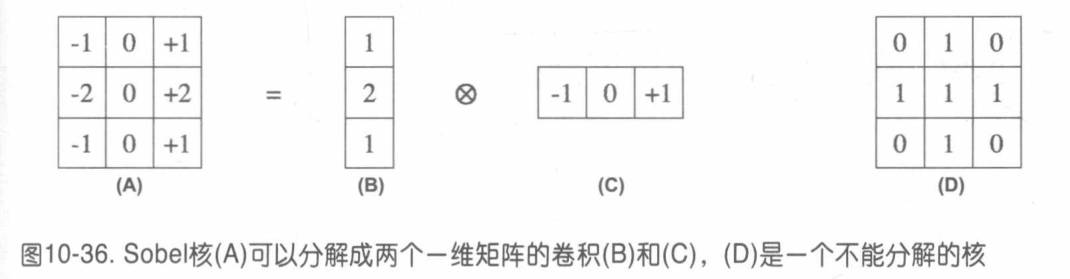 -1 0 +1 1 0 1 0
-2 0 +2 = 2 ⊗ -1 0 +1 1 1 1
-1 0 +1 1 0 1 0
(A) (B) (C) (D)
图10-36. Sobel核(A)可以分解成两个一维矩阵的卷积(B)和(C)，(D)是一个不能分解的核